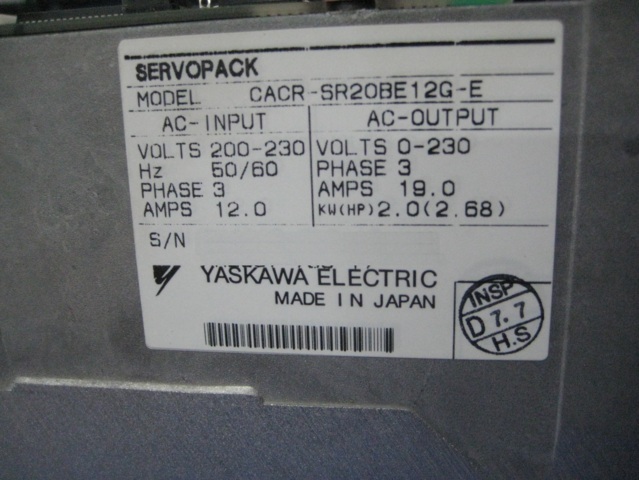 SERVOPACK
MODEL CACR-SR20BE12G-E
AC-INPUT AC-OUTPUT
VOLTS 200-230 VOLTS 0-230
Hz 50/60 PHASE 3
PHASE 3 AMPS 19.0
AMPS 12.0 KW(HP) 2.0(2.68)
S/N
YASKAWA ELECTRIC
MADE IN JAPAN
INSP
D 7.7
H.S